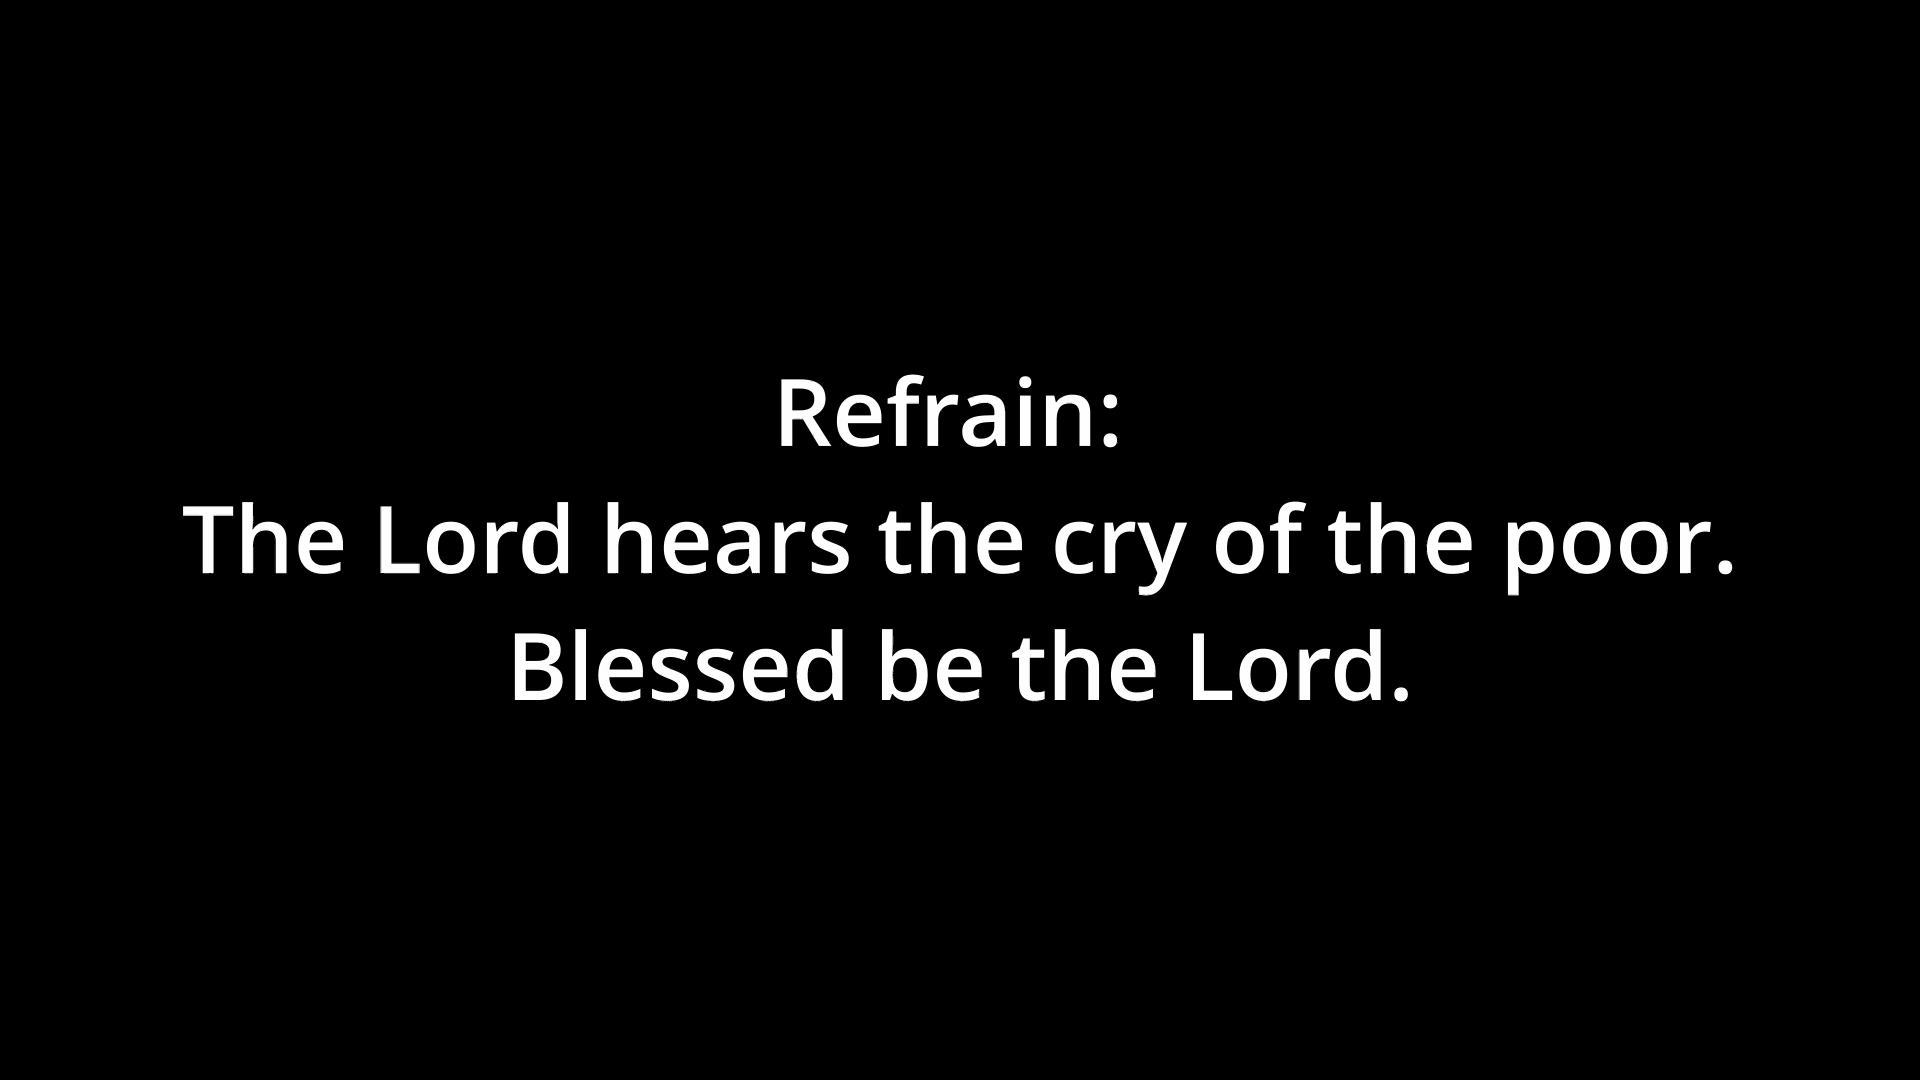 Refrain:
The Lord hears the cry of the poor.
Blessed be the Lord.